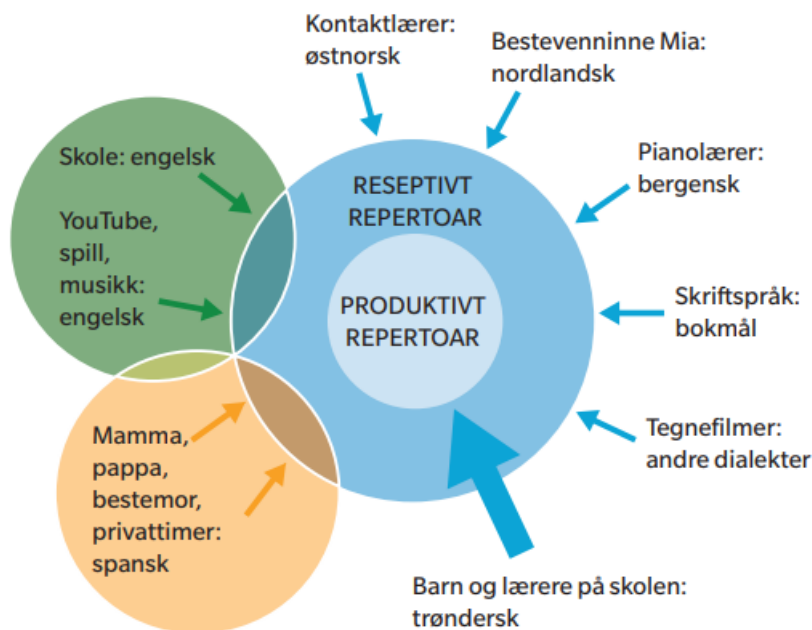 Kontaktlærer:
østnorsk
Bestevenninne Mia:
nordlandsk
Skole: engelsk
YouTube,
spill,
musikk:
engelsk
RESEPTIVT
REPERTOAR
PRODUKTIVT
REPERTOAR
Pianolærer:
bergensk
Skriftspråk:
bokmål
Tegnefilmer:
andre dialekter
Mamma,
pappa,
bestemor,
privattimer:
spansk
Barn og lærere på skolen:
trøndersk